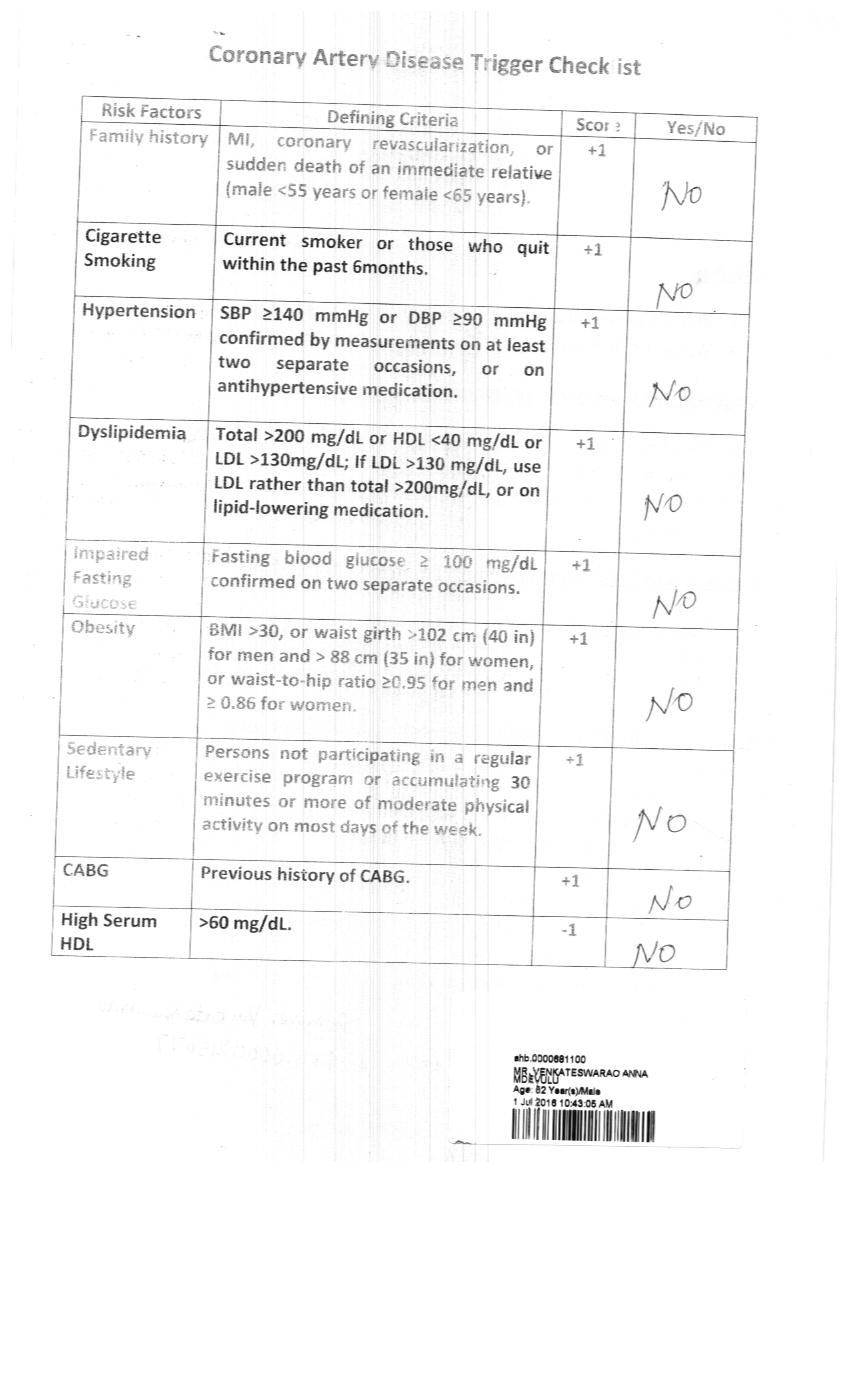 Coronary Artery Disease Trigger Check ist
Risk Factors Defining Criteria Score Yes/No
Family history MI, coronary revascularization, or +1
sudden death of an immediate relative
(male <55 years or female <65 years). NO
Cigarette Current smoker or those who quit +1
Smoking within the past 6months.
NO
Hypertension SBP ≥140 mmHg or DBP ≥90 mmHg +1
confirmed by measurements on at least
two separate occasions, or on
antihypertensive medication. NO
Dyslipidemia Total >200 mg/dL or HDL <40 mg/dL or +1
LDL >130mg/dL; If LDL >130 mg/dL, use
LDL rather than total >200mg/dL, or on
lipid-lowering medication. NO
Impaired Fasting blood glucose ≥ 100 mg/dL +1
Fasting confirmed on two separate occasions.
Glucose NO
Obesity BMI >30, or waist girth >102 cm (40 in) +1
for men and > 88 cm (35 in) for women,
or waist-to-hip ratio ≥0.95 for men and
≥ 0.86 for women. NO
Sedentary Persons not participating in a regular +1
Lifestyle exercise program or accumulating 30
minutes or more of moderate physical
activity on most days of the week. NO
CABG Previous history of CABG. +1
NO
High Serum >60 mg/dL. -1
HDL NO
ahb.0000681100
MR.VENKATESWARAO ANNA
MDEVULU
Age: 62 Year(s)/Male
1 Jul 2016 10:43:05 AM